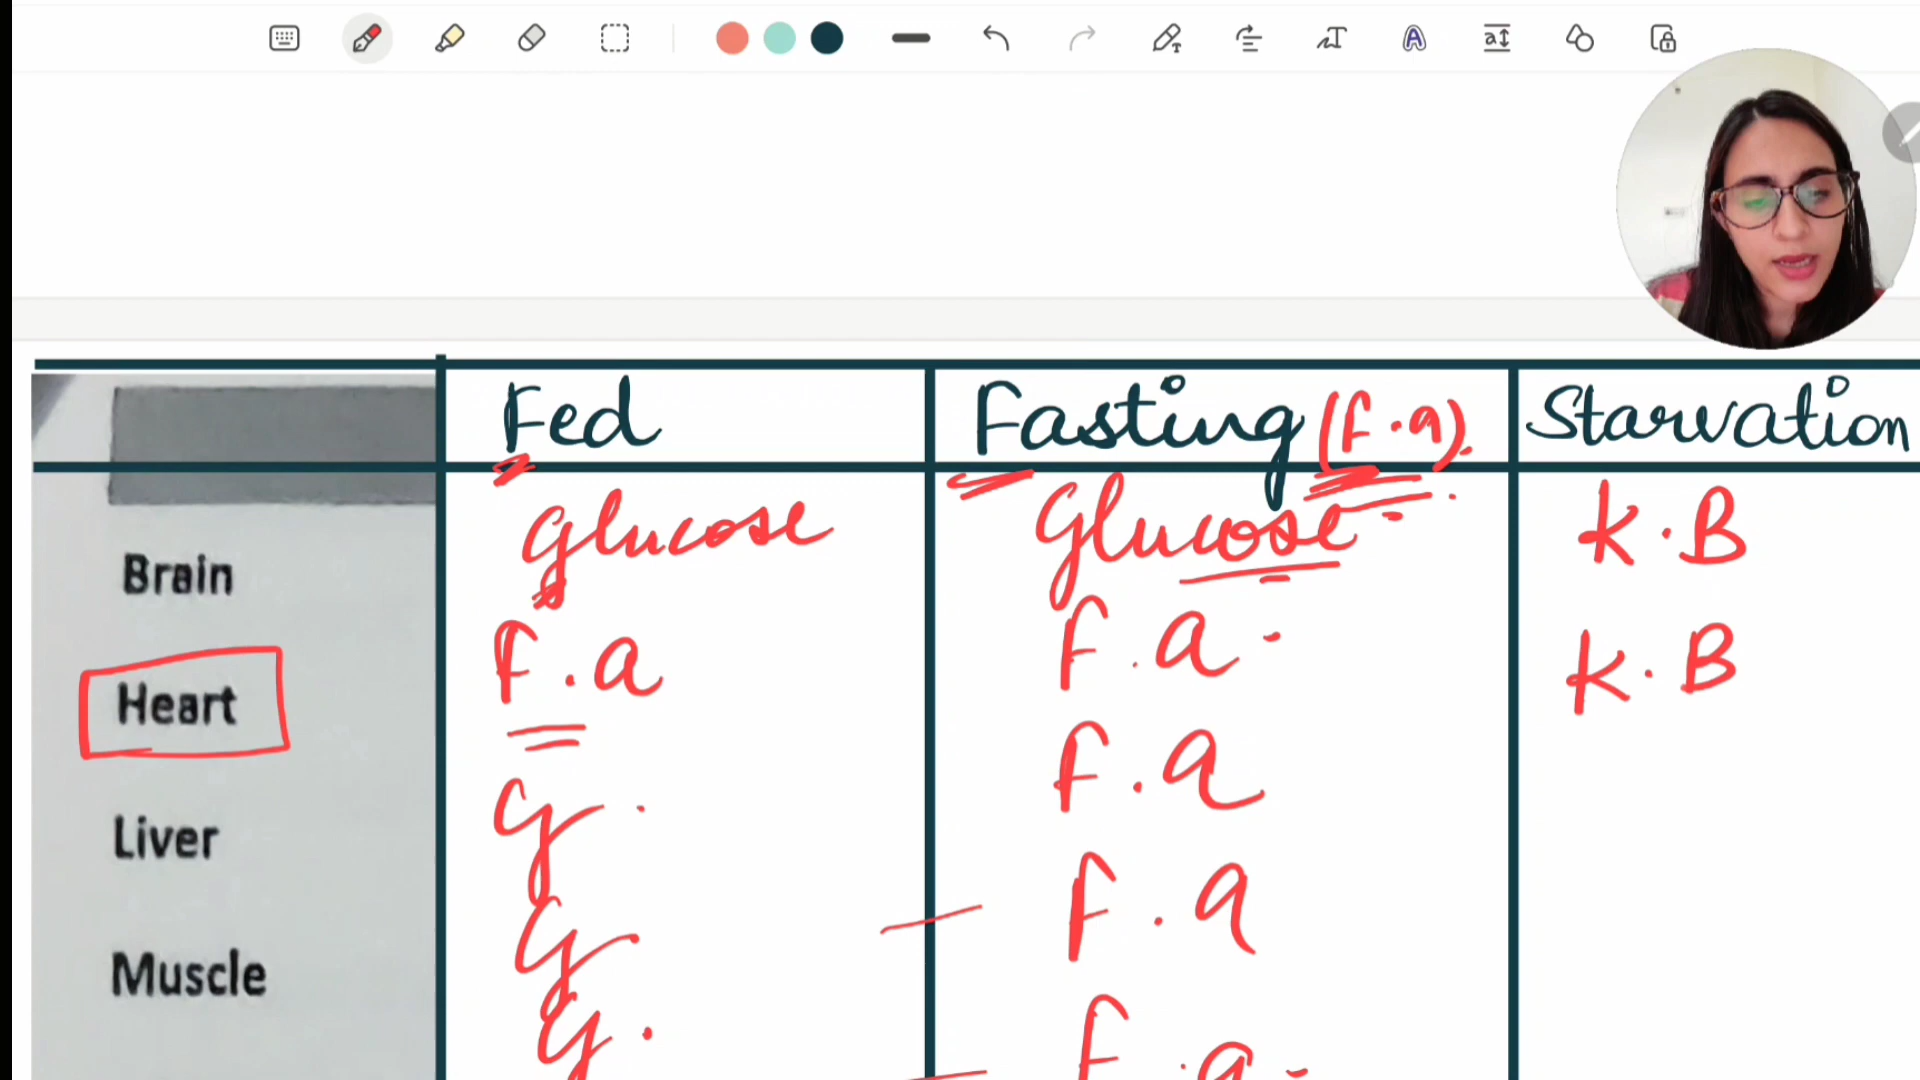 Fed Fasting (F.a). Starvation
Brain glucose Glucose K.B
Heart F.a F.a K.B
Liver g. F.a
Muscle g F.a
g. F.a